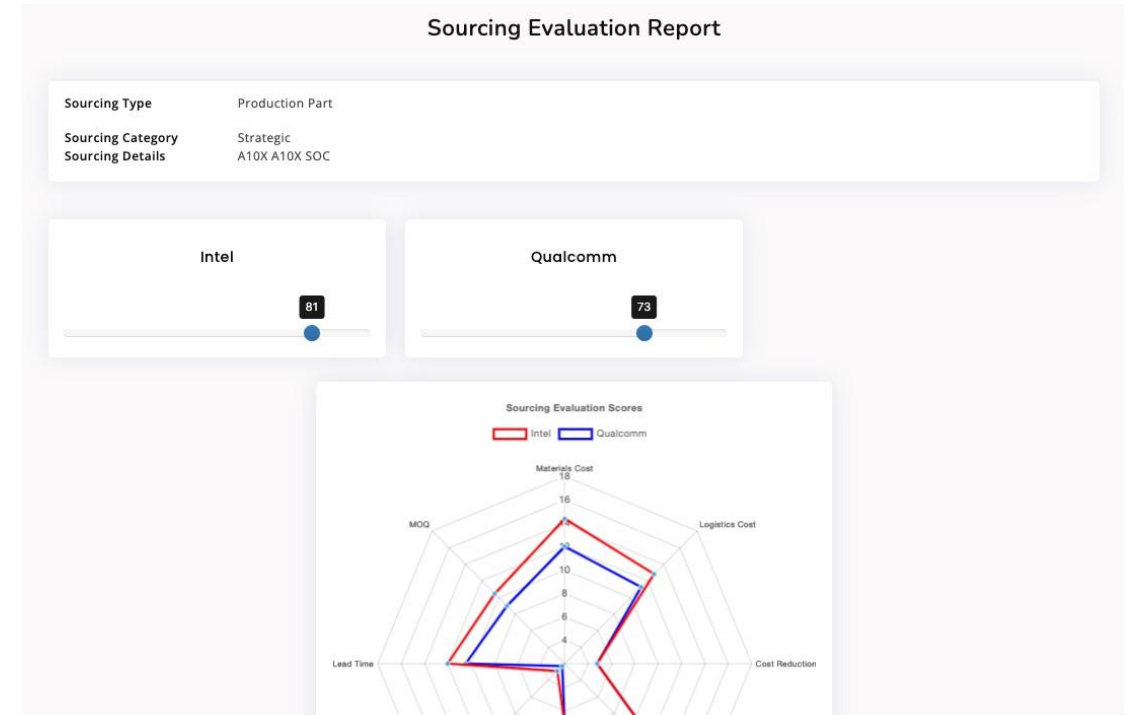 Sourcing Evaluation Report
Sourcing Type Production Part
Sourcing Category Strategic
Sourcing Details A10X A10X SOC
Intel Qualcomm
81 73
Sourcing Evaluation Scores
Intel Qualcomm
Materials Cost
18
16
MOQ Logistics Cost
14
12
10
8
6
4
Lead Time Cost Reduction